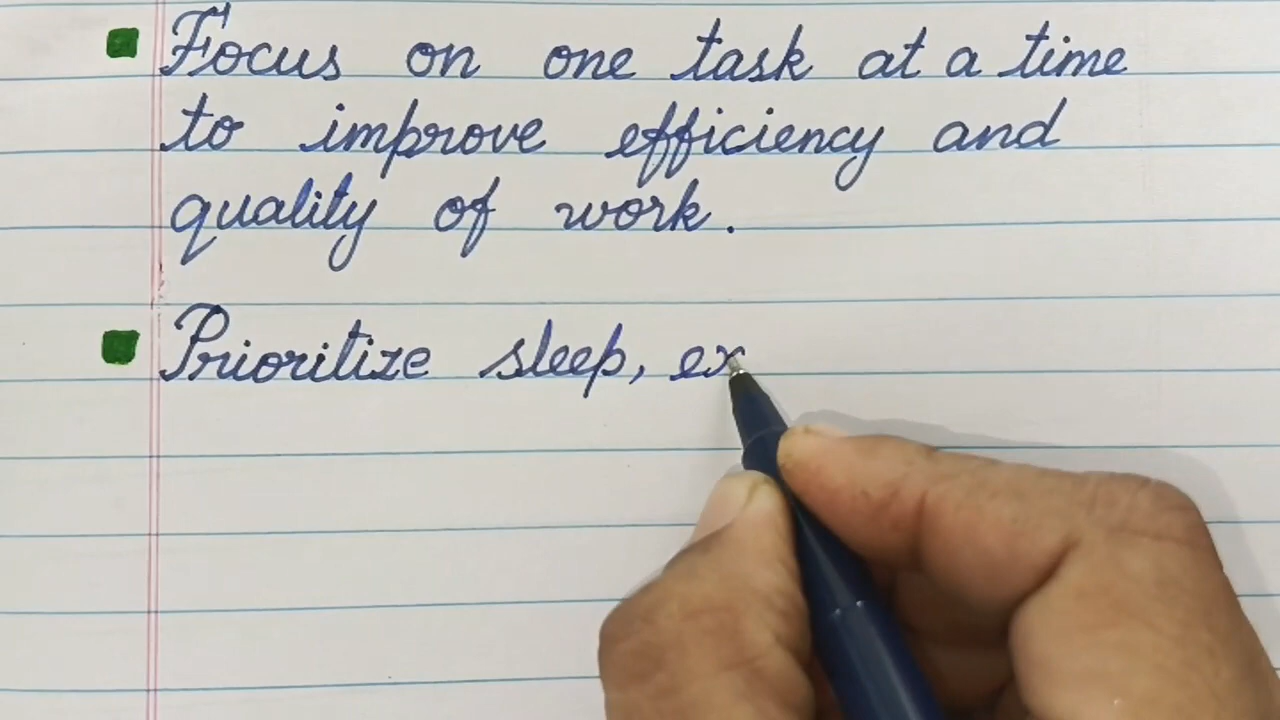 Focus on one task at a time
to improve efficiency and
quality of work.
Prioritize sleep, ex